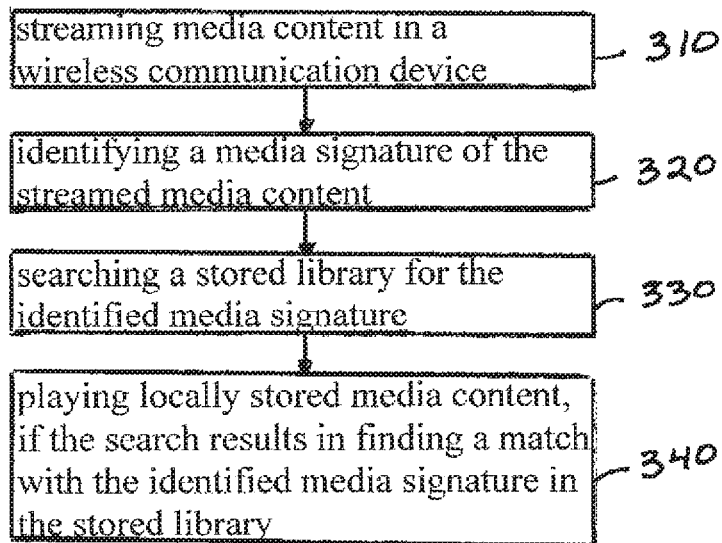 streaming media content in a
wireless communication device
310
identifying a media signature of the
streamed media content
320
searching a stored library for the
identified media signature
330
playing locally stored media content,
if the search results in finding a match
with the identified media signature in
the stored library
340